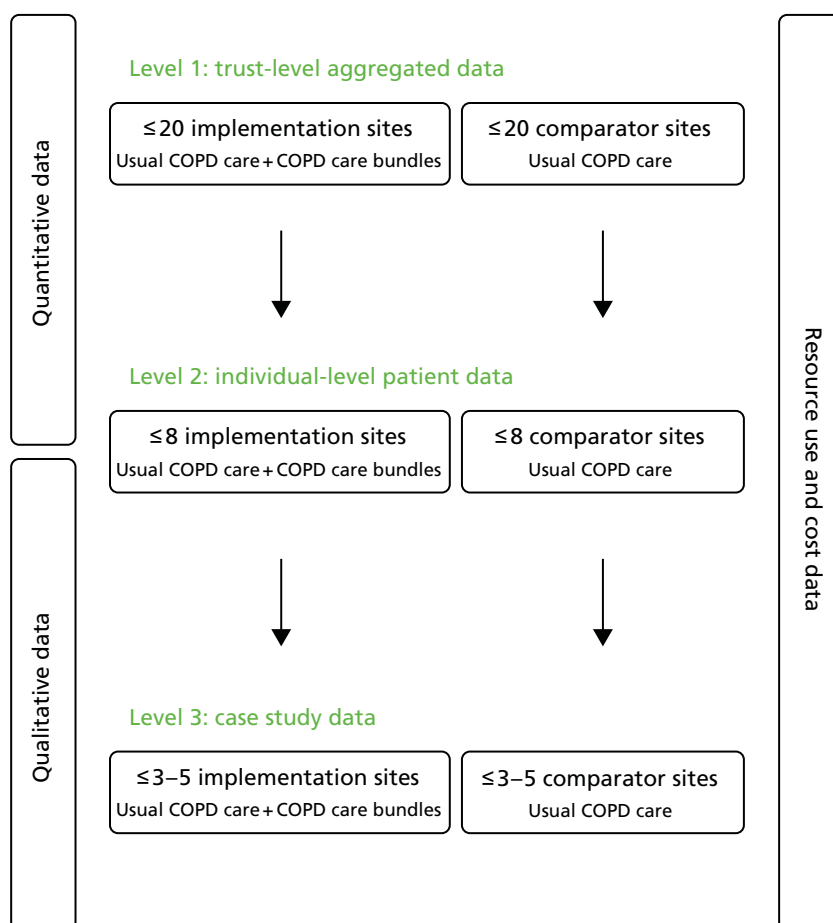 Quantitative data
Qualitative data
Level 1: trust-level aggregated data
≤20 implementation sites
Usual COPD care+COPD care bundles
≤20 comparator sites
Usual COPD care
Level 2: individual-level patient data
≤8 implementation sites
Usual COPD care+COPD care bundles
≤8 comparator sites
Usual COPD care
Level 3: case study data
≤3–5 implementation sites
Usual COPD care+COPD care bundles
≤3–5 comparator sites
Usual COPD care
Resource use and cost data